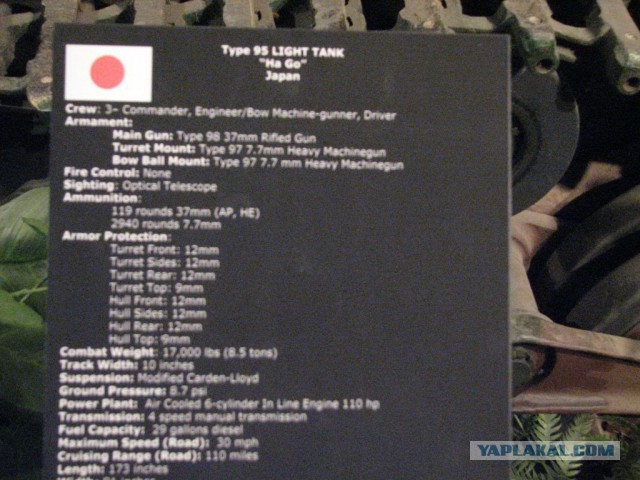 Type 95 LIGHT TANK
"Ha Go"
Japan
Crew: 3- Commander, Engineer/Bow Machine-gunner, Driver
Armament:
Main Gun: Type 98 37mm Rifled Gun
Turret Mount: Type 97 7.7mm Heavy Machinegun
Bow Ball Mount: Type 97 7.7 mm Heavy Machinegun
Fire Control: None
Sighting: Optical Telescope
Ammunition:
119 rounds 37mm (AP, HE)
2940 rounds 7.7mm
Armor Protection:
Turret Front: 12mm
Turret Sides: 12mm
Turret Rear: 12mm
Turret Top: 9mm
Hull Front: 12mm
Hull Sides: 12mm
Hull Rear: 12mm
Hull Top: 9mm
Combat Weight: 17,000 lbs (8.5 tons)
Track Width: 10 inches
Suspension: Modified Carden-Lloyd
Ground Pressure: 8.7 psi
Power Plant: Air Cooled 6-cylinder In Line Engine 110 hp
Transmission: 4 speed manual transmission
Fuel Capacity: 29 gallons diesel
Maximum Speed (Road): 30 mph
Cruising Range (Road): 110 miles
Length: 173 inches
YAPLAKAL.COM